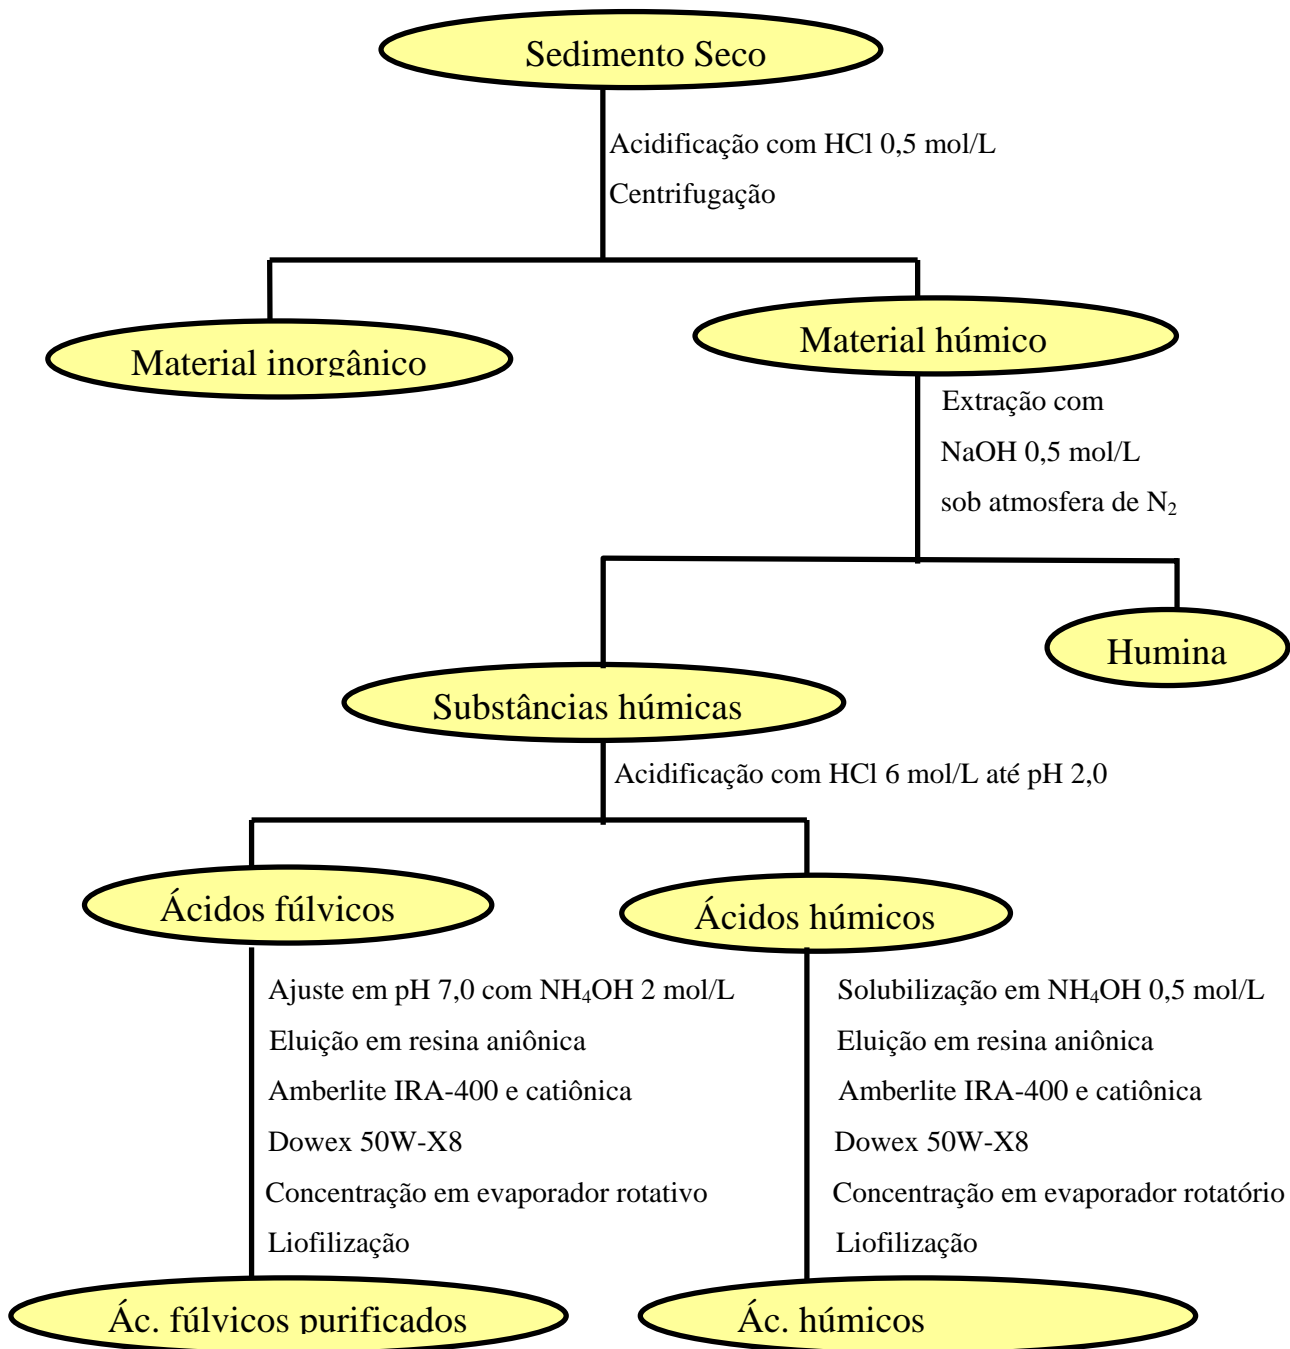 Sedimento Seco
Acidificação com HCl 0,5 mol/L
Centrifugação
Material inorgânico
Material húmico
Extração com
NaOH 0,5 mol/L
sob atmosfera de N₂
Humina
Substâncias húmicas
Acidificação com HCl 6 mol/L até pH 2,0
Ácidos fúlvicos
Ácidos húmicos
Ajuste em pH 7,0 com NH₄OH 2 mol/L
Eluição em resina aniônica
Amberlite IRA-400 e catiônica
Dowex 50W-X8
Concentração em evaporador rotativo
Liofilização
Solubilização em NH₄OH 0,5 mol/L
Eluição em resina aniônica
Amberlite IRA-400 e catiônica
Dowex 50W-X8
Concentração em evaporador rotatório
Liofilização
Ác. fúlvicos purificados
Ác. húmicos